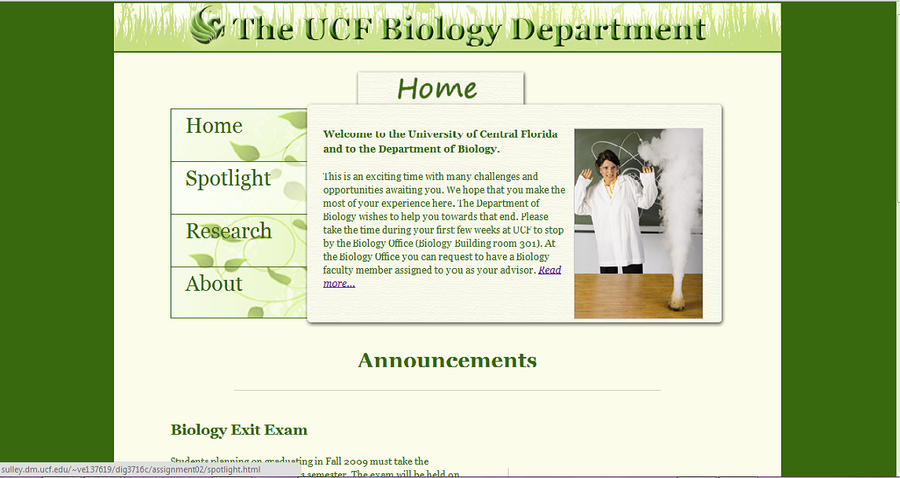 The UCF Biology Department
Home
Home
Spotlight
Research
About
Welcome to the University of Central Florida
and to the Department of Biology.
This is an exciting time with many challenges and
opportunities awaiting you. We hope that you make the
most of your experience here. The Department of
Biology wishes to help you towards that end. Please
take the time during your first few weeks at UCF to stop
by the Biology Office (Biology Building room 301). At
the Biology Office you can request to have a Biology
faculty member assigned to you as your advisor. Read
more...
Announcements
Biology Exit Exam
Students planning on graduating in Fall 2009 must take the
semester. The exam will be held on
sulley.dm.ucf.edu/~ve137619/dig3716c/assignment02/spotlight.html